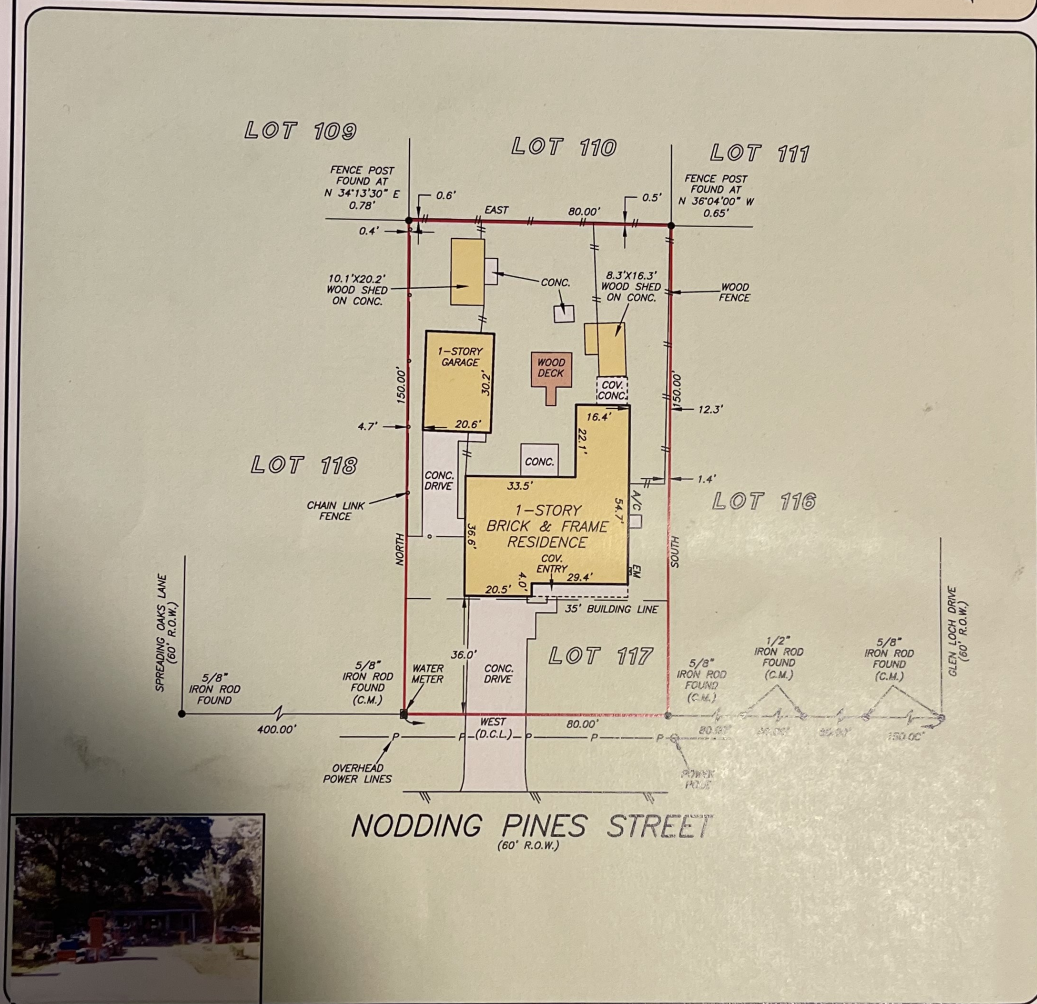 LOT 109
LOT 110
LOT 111
FENCE POST
FOUND AT
N 34°13'30" E
0.78'
FENCE POST
FOUND AT
N 36°04'00" W
0.65'
0.6'
EAST
80.00'
0.5'
0.4'
10.1'X20.2'
WOOD SHED
ON CONC.
CONC.
8.3'X16.3'
WOOD SHED
ON CONC.
WOOD
FENCE
1-STORY
GARAGE
30.2'
20.6'
WOOD
DECK
COV.
CONC.
150.00'
150.00'
16.4'
12.3'
4.7'
22.1'
LOT 118
CONC.
DRIVE
CONC.
33.5'
1.4'
LOT 116
CHAIN LINK
FENCE
1-STORY
BRICK & FRAME
RESIDENCE
36.6'
54.7'
A/C
NORTH
SOUTH
COV.
ENTRY
EM
4.0'
29.4'
20.5'
35' BUILDING LINE
SPREADING OAKS LANE
(60' R.O.W.)
GLEN LOCH DRIVE
(60' R.O.W.)
36.0'
LOT 117
CONC.
DRIVE
5/8"
IRON ROD
FOUND
5/8"
IRON ROD
FOUND
(C.M.)
WATER
METER
5/8"
IRON ROD
FOUND
(C.M.)
1/2"
IRON ROD
FOUND
(C.M.)
5/8"
IRON ROD
FOUND
(C.M.)
400.00'
WEST
(D.C.L.)
80.00'
80.00'
150.00'
P P P P P
OVERHEAD
POWER LINES
POWER
POLE
NODDING PINES STREET
(60' R.O.W.)